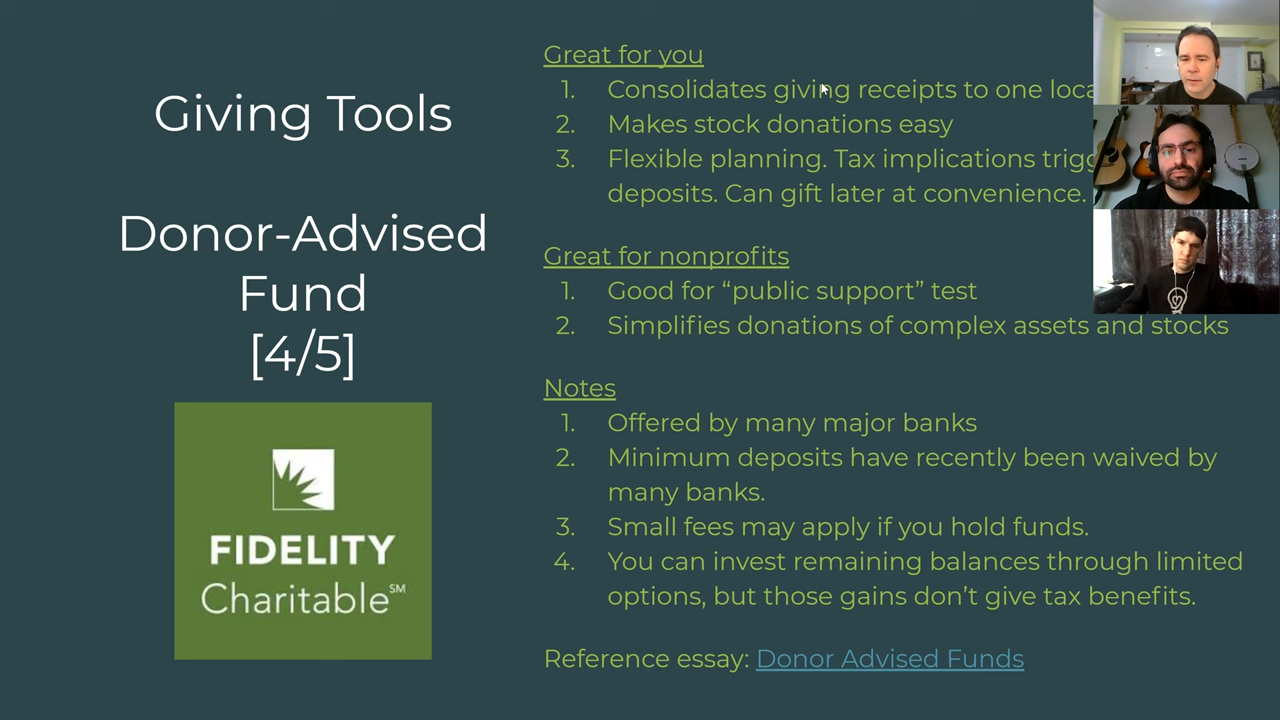 Giving Tools
Donor-Advised
Fund
[4/5]
FIDELITY
Charitable℠
Great for you
1. Consolidates giving receipts to one
2. Makes stock donations easy
3. Flexible planning. Tax implications
deposits. Can gift later at convenience.
Great for nonprofits
1. Good for “public support” test
2. Simplifies donations of complex assets and stocks
Notes
1. Offered by many major banks
2. Minimum deposits have recently been waived by
many banks.
3. Small fees may apply if you hold funds.
4. You can invest remaining balances through limited
options, but those gains don’t give tax benefits.
Reference essay: Donor Advised Funds